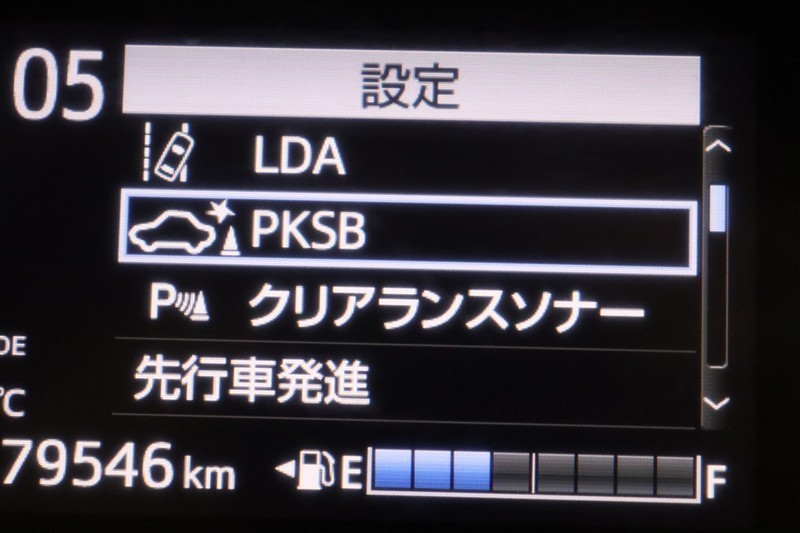 05
設定
LDA
PKSB
P クリアランスソナー
先行車発進
DE
℃
79546 km
E F